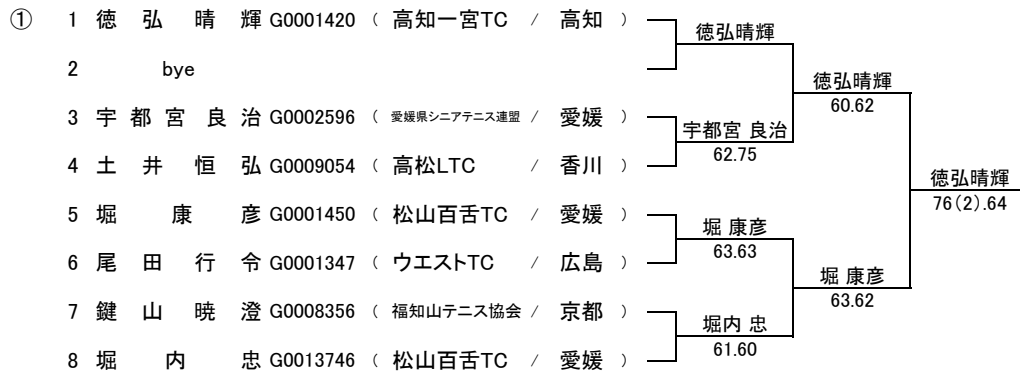 ① 1 徳 弘 晴 輝 G0001420 ( 高知一宮TC / 高知 )
徳弘晴輝
2 bye
徳弘晴輝
60.62
3 宇 都 宮 良 治 G0002596 ( 愛媛県シニアテニス連盟 / 愛媛 )
宇都宮 良治
62.75
4 土 井 恒 弘 G0009054 ( 高松LTC / 香川 )
徳弘晴輝
76(2).64
5 堀 康 彦 G0001450 ( 松山百舌TC / 愛媛 )
堀 康彦
63.63
6 尾 田 行 令 G0001347 ( ウエストTC / 広島 )
堀 康彦
63.62
7 鍵 山 暁 澄 G0008356 ( 福知山テニス協会 / 京都 )
堀内 忠
61.60
8 堀 内 忠 G0013746 ( 松山百舌TC / 愛媛 )